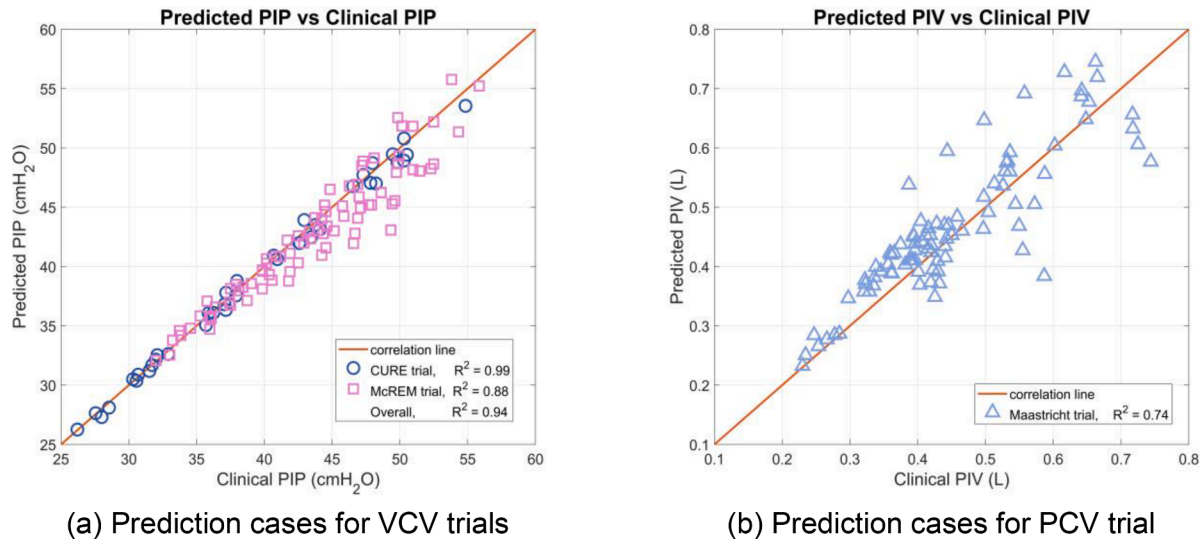 Predicted PIP vs Clinical PIP
60
55
50
45
40
35
30
25
Predicted PIP (cmH2O)
correlation line
CURE trial, R2 = 0.99
McREM trial, R2 = 0.88
Overall, R2 = 0.94
25 30 35 40 45 50 55 60
Clinical PIP (cmH2O)
(a) Prediction cases for VCV trials
Predicted PIV vs Clinical PIV
0.8
0.7
0.6
0.5
0.4
0.3
0.2
0.1
Predicted PIV (L)
correlation line
Maastricht trial, R2 = 0.74
0.1 0.2 0.3 0.4 0.5 0.6 0.7 0.8
Clinical PIV (L)
(b) Prediction cases for PCV trial